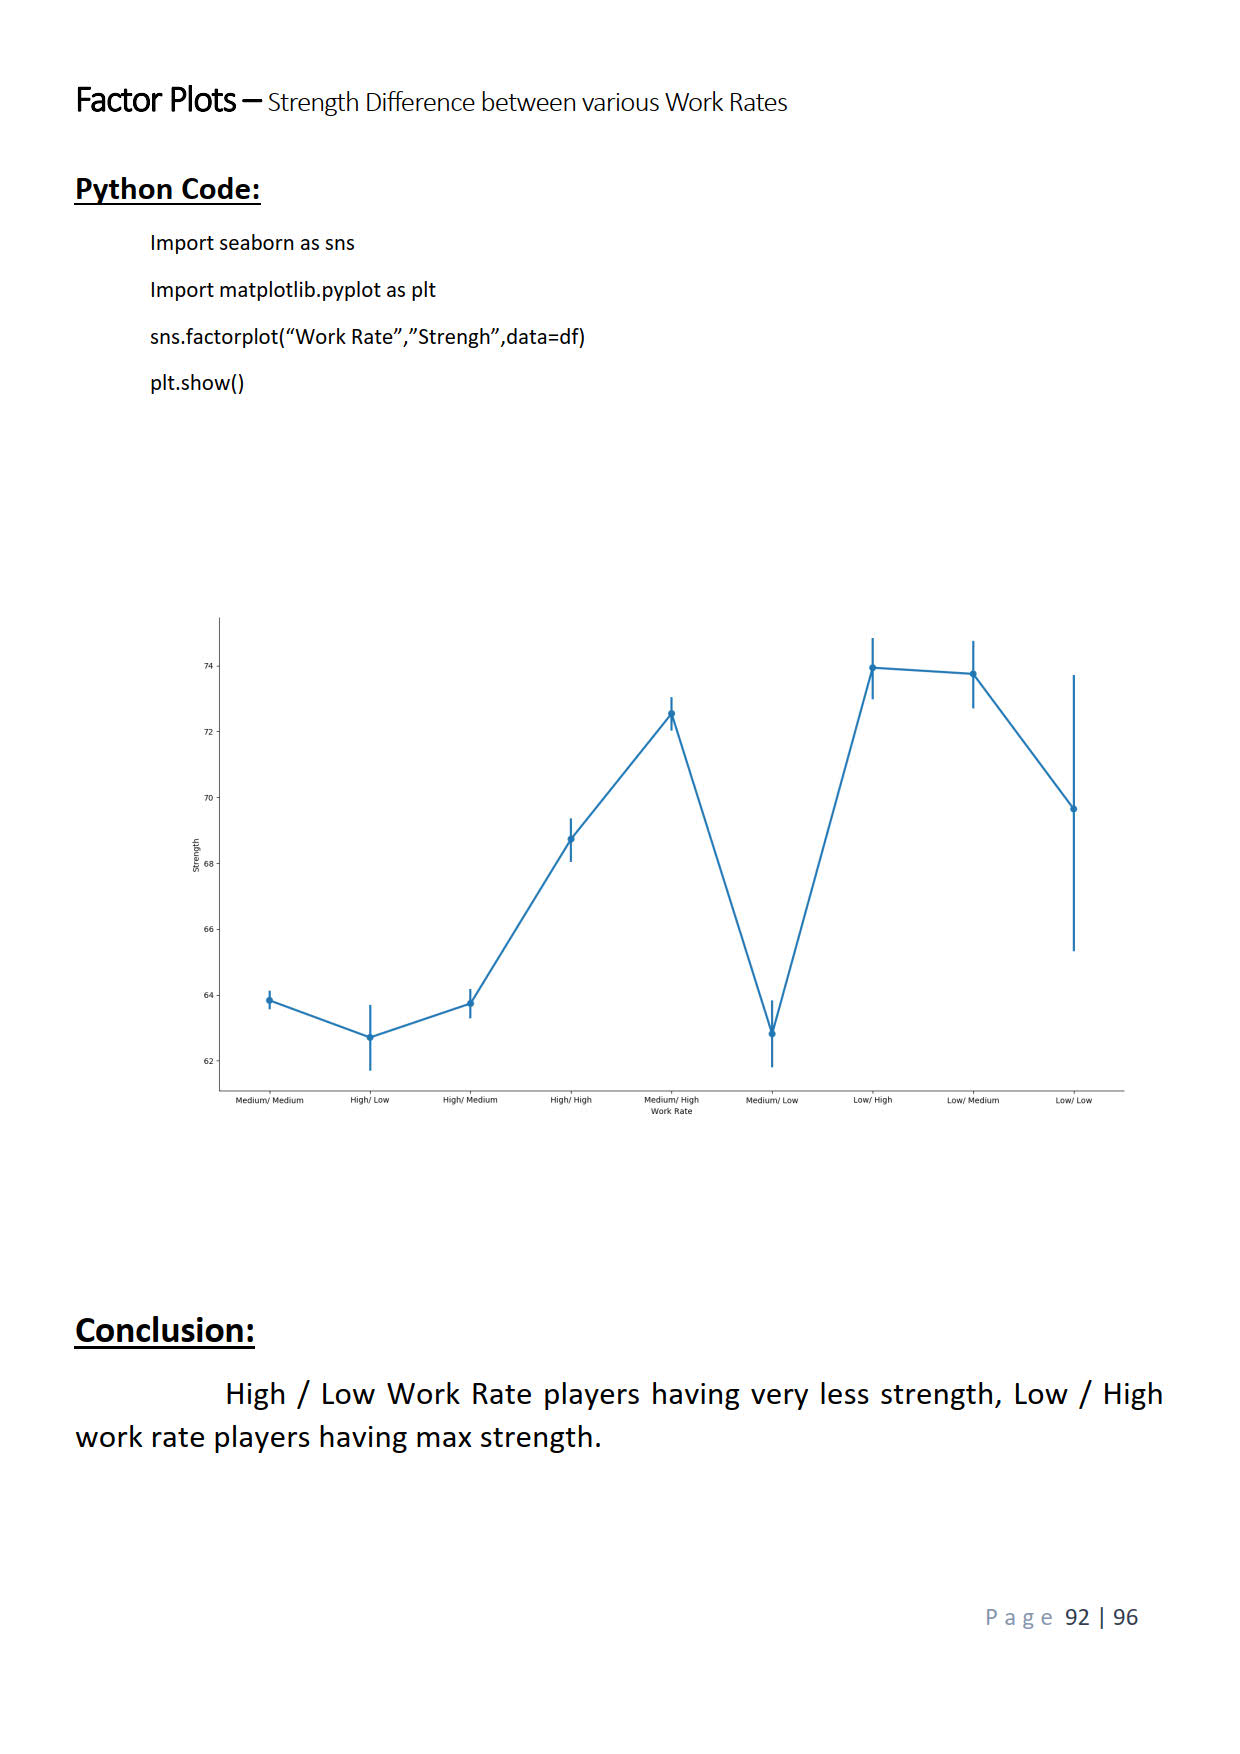 Factor Plots – Strength Difference between various Work Rates
Python Code:
Import seaborn as sns
Import matplotlib.pyplot as plt
sns.factorplot(“Work Rate”,”Strengh”,data=df)
plt.show()
74
72
70
68
66
64
62
Strength
Medium/ Medium High/ Low High/ Medium High/ High Medium/ High Medium/ Low Low/ High Low/ Medium Low/ Low
Work Rate
Conclusion:
High / Low Work Rate players having very less strength, Low / High
work rate players having max strength.
Page 92 | 96